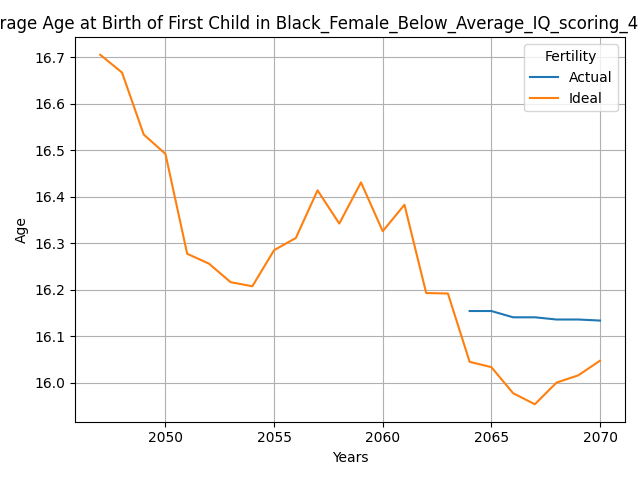 rage Age at Birth of First Child in Black_Female_Below_Average_IQ_scoring_4
Fertility
Actual
Ideal
16.7
16.6
16.5
16.4
16.3
16.2
16.1
16.0
Age
2050 2055 2060 2065 2070
Years